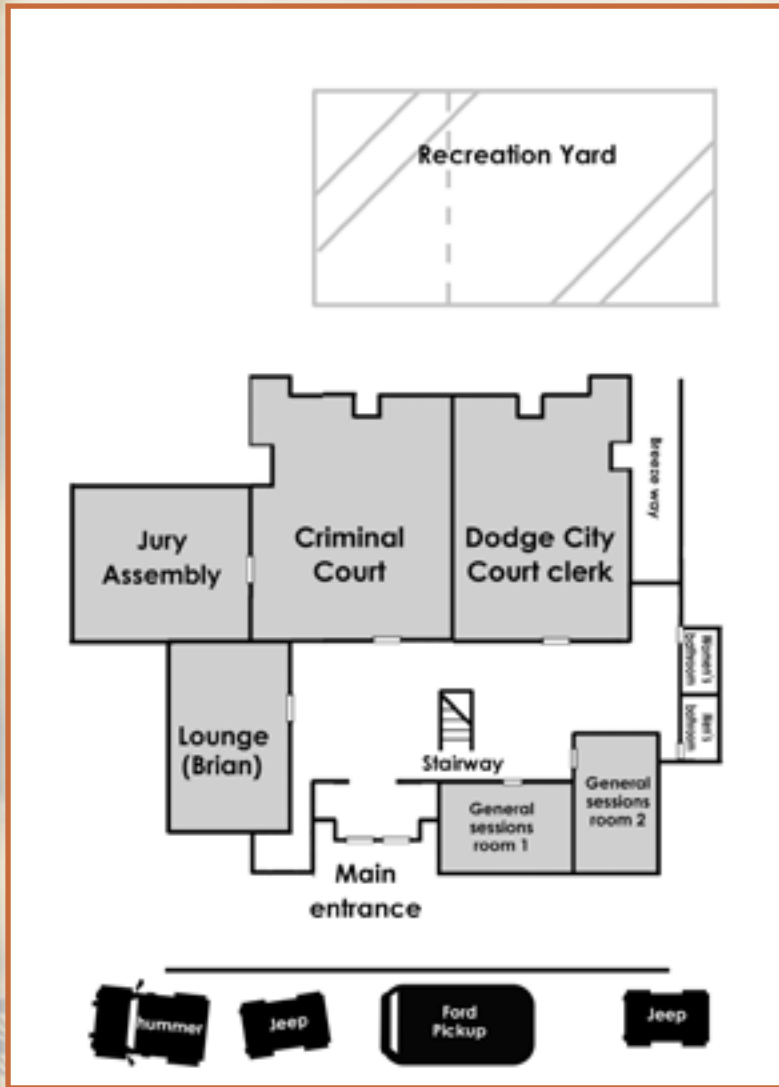 Recreation Yard
Breeze way
Jury
Assembly
Criminal
Court
Dodge City
Court clerk
Women's
bathroom
Men's
bathroom
Lounge
(Brian)
Stairway
General
sessions
room 1
General
sessions
room 2
Main
entrance
hummer
Jeep
Ford
Pickup
Jeep